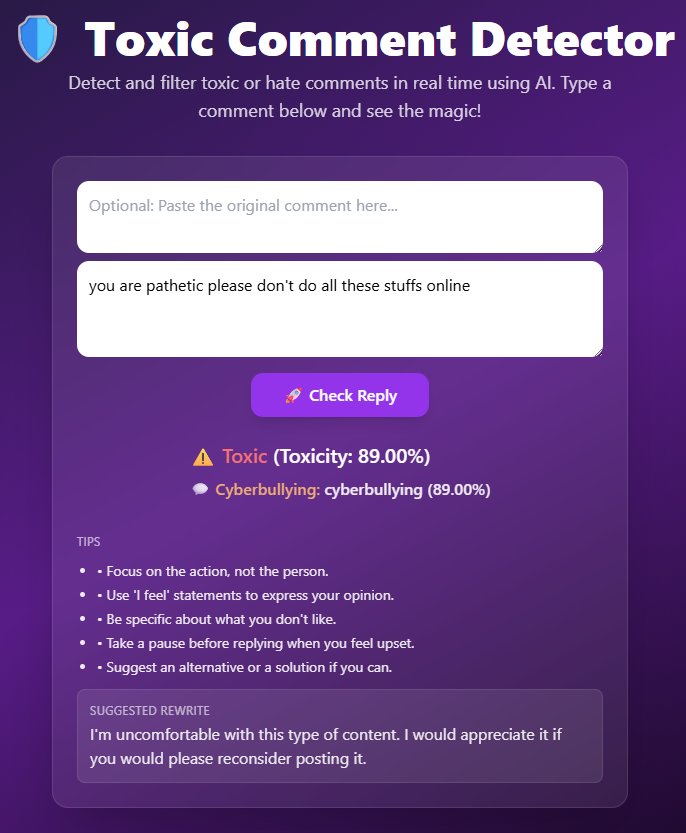 Toxic Comment Detector
Detect and filter toxic or hate comments in real time using AI. Type a
comment below and see the magic!
Optional: Paste the original comment here...
you are pathetic please don't do all these stuffs online
🚀 Check Reply
⚠️ Toxic (Toxicity: 89.00%)
💬 Cyberbullying: cyberbullying (89.00%)
TIPS
• • Focus on the action, not the person.
• • Use 'I feel' statements to express your opinion.
• • Be specific about what you don't like.
• • Take a pause before replying when you feel upset.
• • Suggest an alternative or a solution if you can.
SUGGESTED REWRITE
I'm uncomfortable with this type of content. I would appreciate it if
you would please reconsider posting it.